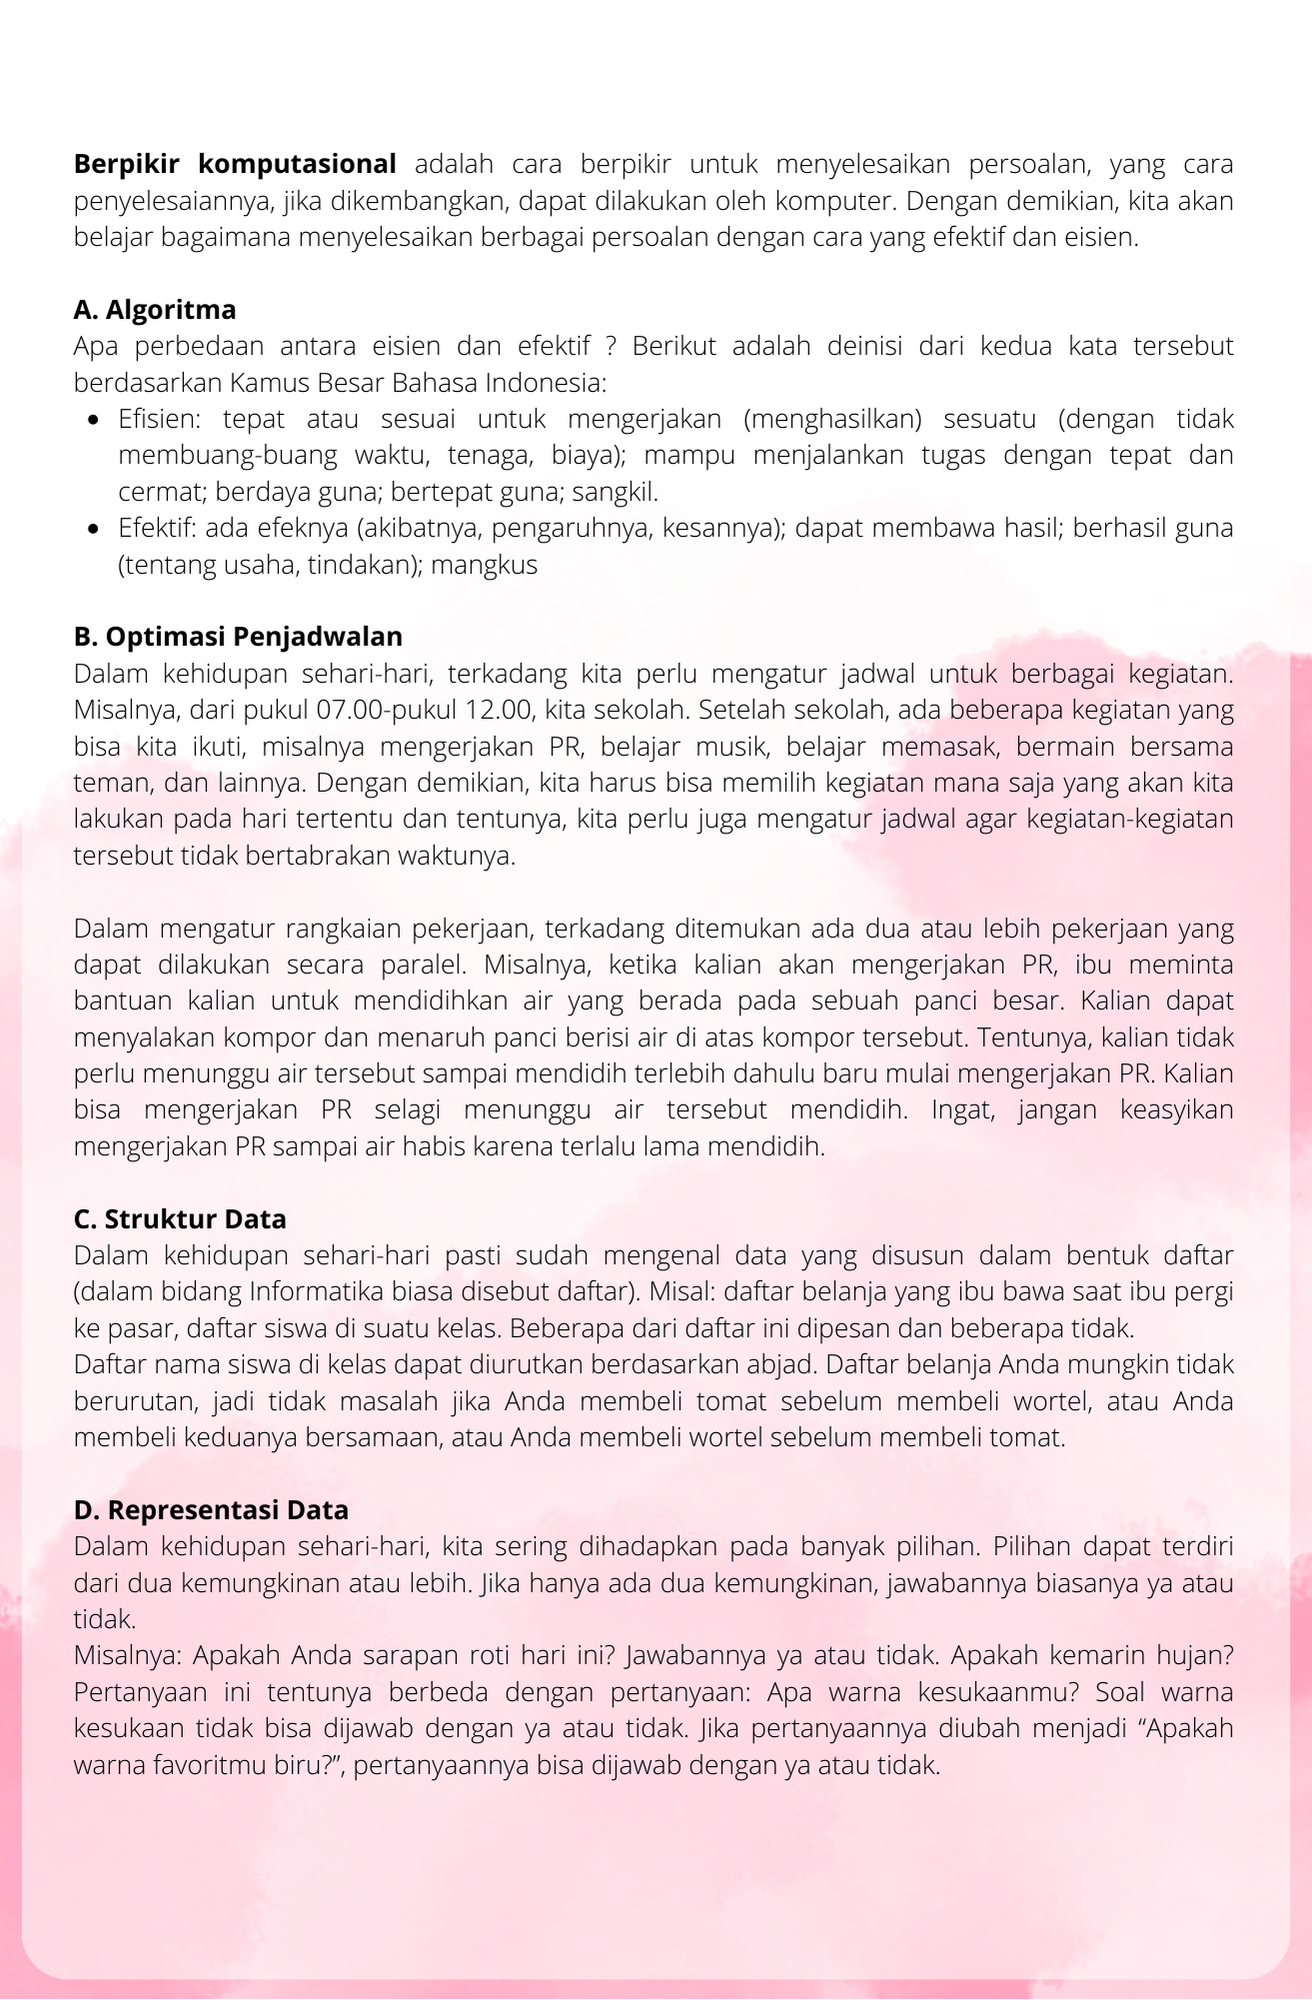 Berpikir komputasional adalah cara berpikir untuk menyelesaikan persoalan, yang cara
penyelesaiannya, jika dikembangkan, dapat dilakukan oleh komputer. Dengan demikian, kita akan
belajar bagaimana menyelesaikan berbagai persoalan dengan cara yang efektif dan eisien.
A. Algoritma
Apa perbedaan antara eisien dan efektif ? Berikut adalah deinisi dari kedua kata tersebut
berdasarkan Kamus Besar Bahasa Indonesia:
• Efisien: tepat atau sesuai untuk mengerjakan (menghasilkan) sesuatu (dengan tidak
membuang-buang waktu, tenaga, biaya); mampu menjalankan tugas dengan tepat dan
cermat; berdaya guna; bertepat guna; sangkil.
• Efektif: ada efeknya (akibatnya, pengaruhnya, kesannya); dapat membawa hasil; berhasil guna
(tentang usaha, tindakan); mangkus
B. Optimasi Penjadwalan
Dalam kehidupan sehari-hari, terkadang kita perlu mengatur jadwal untuk berbagai kegiatan.
Misalnya, dari pukul 07.00-pukul 12.00, kita sekolah. Setelah sekolah, ada beberapa kegiatan yang
bisa kita ikuti, misalnya mengerjakan PR, belajar musik, belajar memasak, bermain bersama
teman, dan lainnya. Dengan demikian, kita harus bisa memilih kegiatan mana saja yang akan kita
lakukan pada hari tertentu dan tentunya, kita perlu juga mengatur jadwal agar kegiatan-kegiatan
tersebut tidak bertabrakan waktunya.
Dalam mengatur rangkaian pekerjaan, terkadang ditemukan ada dua atau lebih pekerjaan yang
dapat dilakukan secara paralel. Misalnya, ketika kalian akan mengerjakan PR, ibu meminta
bantuan kalian untuk mendidihkan air yang berada pada sebuah panci besar. Kalian dapat
menyalakan kompor dan menaruh panci berisi air di atas kompor tersebut. Tentunya, kalian tidak
perlu menunggu air tersebut sampai mendidih terlebih dahulu baru mulai mengerjakan PR. Kalian
bisa mengerjakan PR selagi menunggu air tersebut mendidih. Ingat, jangan keasyikan
mengerjakan PR sampai air habis karena terlalu lama mendidih.
C. Struktur Data
Dalam kehidupan sehari-hari pasti sudah mengenal data yang disusun dalam bentuk daftar
(dalam bidang Informatika biasa disebut daftar). Misal: daftar belanja yang ibu bawa saat ibu pergi
ke pasar, daftar siswa di suatu kelas. Beberapa dari daftar ini dipesan dan beberapa tidak.
Daftar nama siswa di kelas dapat diurutkan berdasarkan abjad. Daftar belanja Anda mungkin tidak
berurutan, jadi tidak masalah jika Anda membeli tomat sebelum membeli wortel, atau Anda
membeli keduanya bersamaan, atau Anda membeli wortel sebelum membeli tomat.
D. Representasi Data
Dalam kehidupan sehari-hari, kita sering dihadapkan pada banyak pilihan. Pilihan dapat terdiri
dari dua kemungkinan atau lebih. Jika hanya ada dua kemungkinan, jawabannya biasanya ya atau
tidak.
Misalnya: Apakah Anda sarapan roti hari ini? Jawabannya ya atau tidak. Apakah kemarin hujan?
Pertanyaan ini tentunya berbeda dengan pertanyaan: Apa warna kesukaanmu? Soal warna
kesukaan tidak bisa dijawab dengan ya atau tidak. Jika pertanyaannya diubah menjadi “Apakah
warna favoritmu biru?”, pertanyaannya bisa dijawab dengan ya atau tidak.